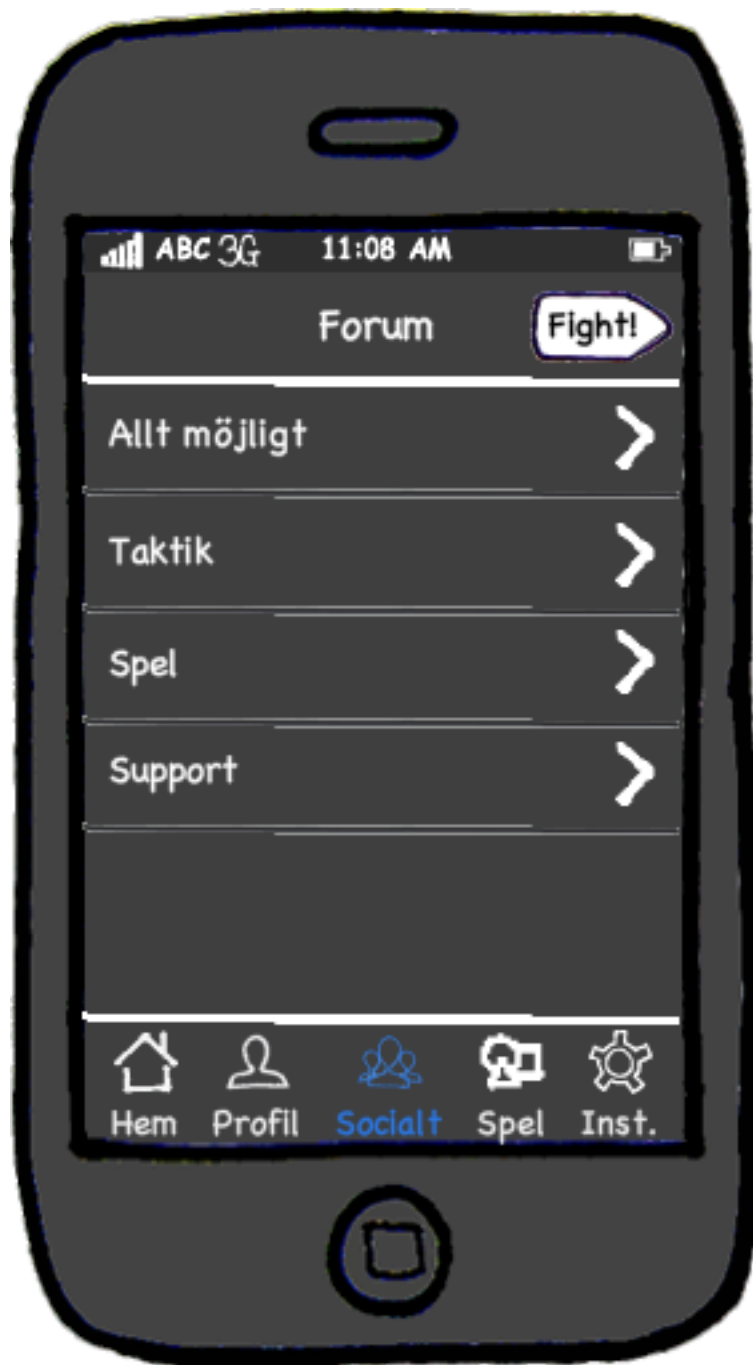 ABC 3G 11:08 AM
Forum Fight!
Allt möjligt
Taktik
Spel
Support
Hem Profil Socialt Spel Inst.